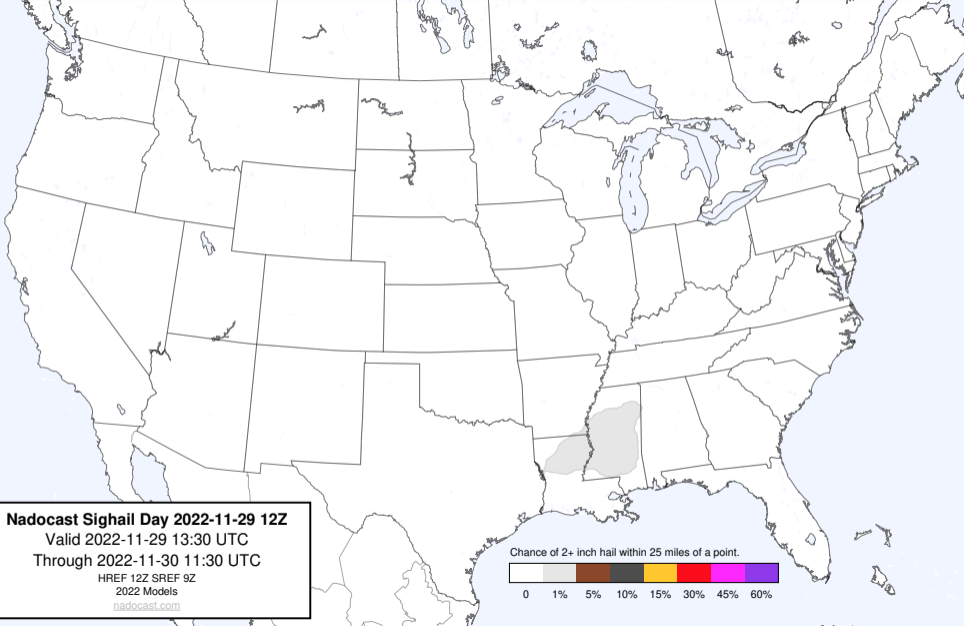 Nadocast Sighail Day 2022-11-29 12Z
Valid 2022-11-29 13:30 UTC
Through 2022-11-30 11:30 UTC
HREF 12Z SREF 9Z
2022 Models
nadocast.com
Chance of 2+ inch hail within 25 miles of a point.
0 1% 5% 10% 15% 30% 45% 60%